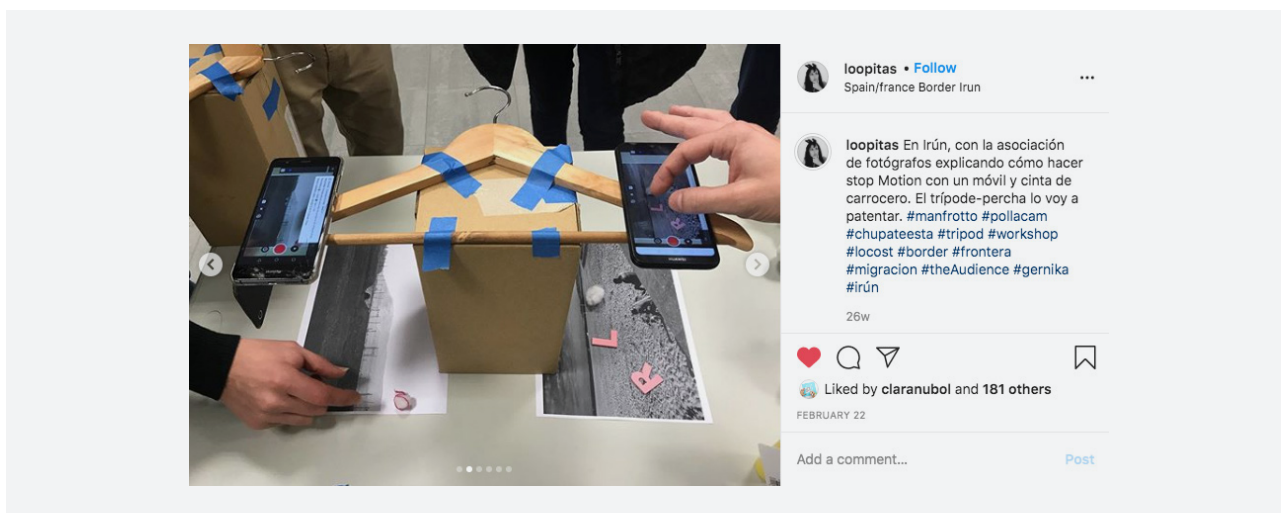 loopitas • Follow
Spain/france Border Irun
loopitas En Irún, con la asociación
de fotógrafos explicando cómo hacer
stop Motion con un móvil y cinta de
carrocero. El trípode-percha lo voy a
patentar. #manfrotto #pollacam
#chupateesta #tripod #workshop
#locost #border #frontera
#migracion #theAudience #gernika
#irún
26w
Liked by claranubol and 181 others
FEBRUARY 22
Add a comment... Post
L
R